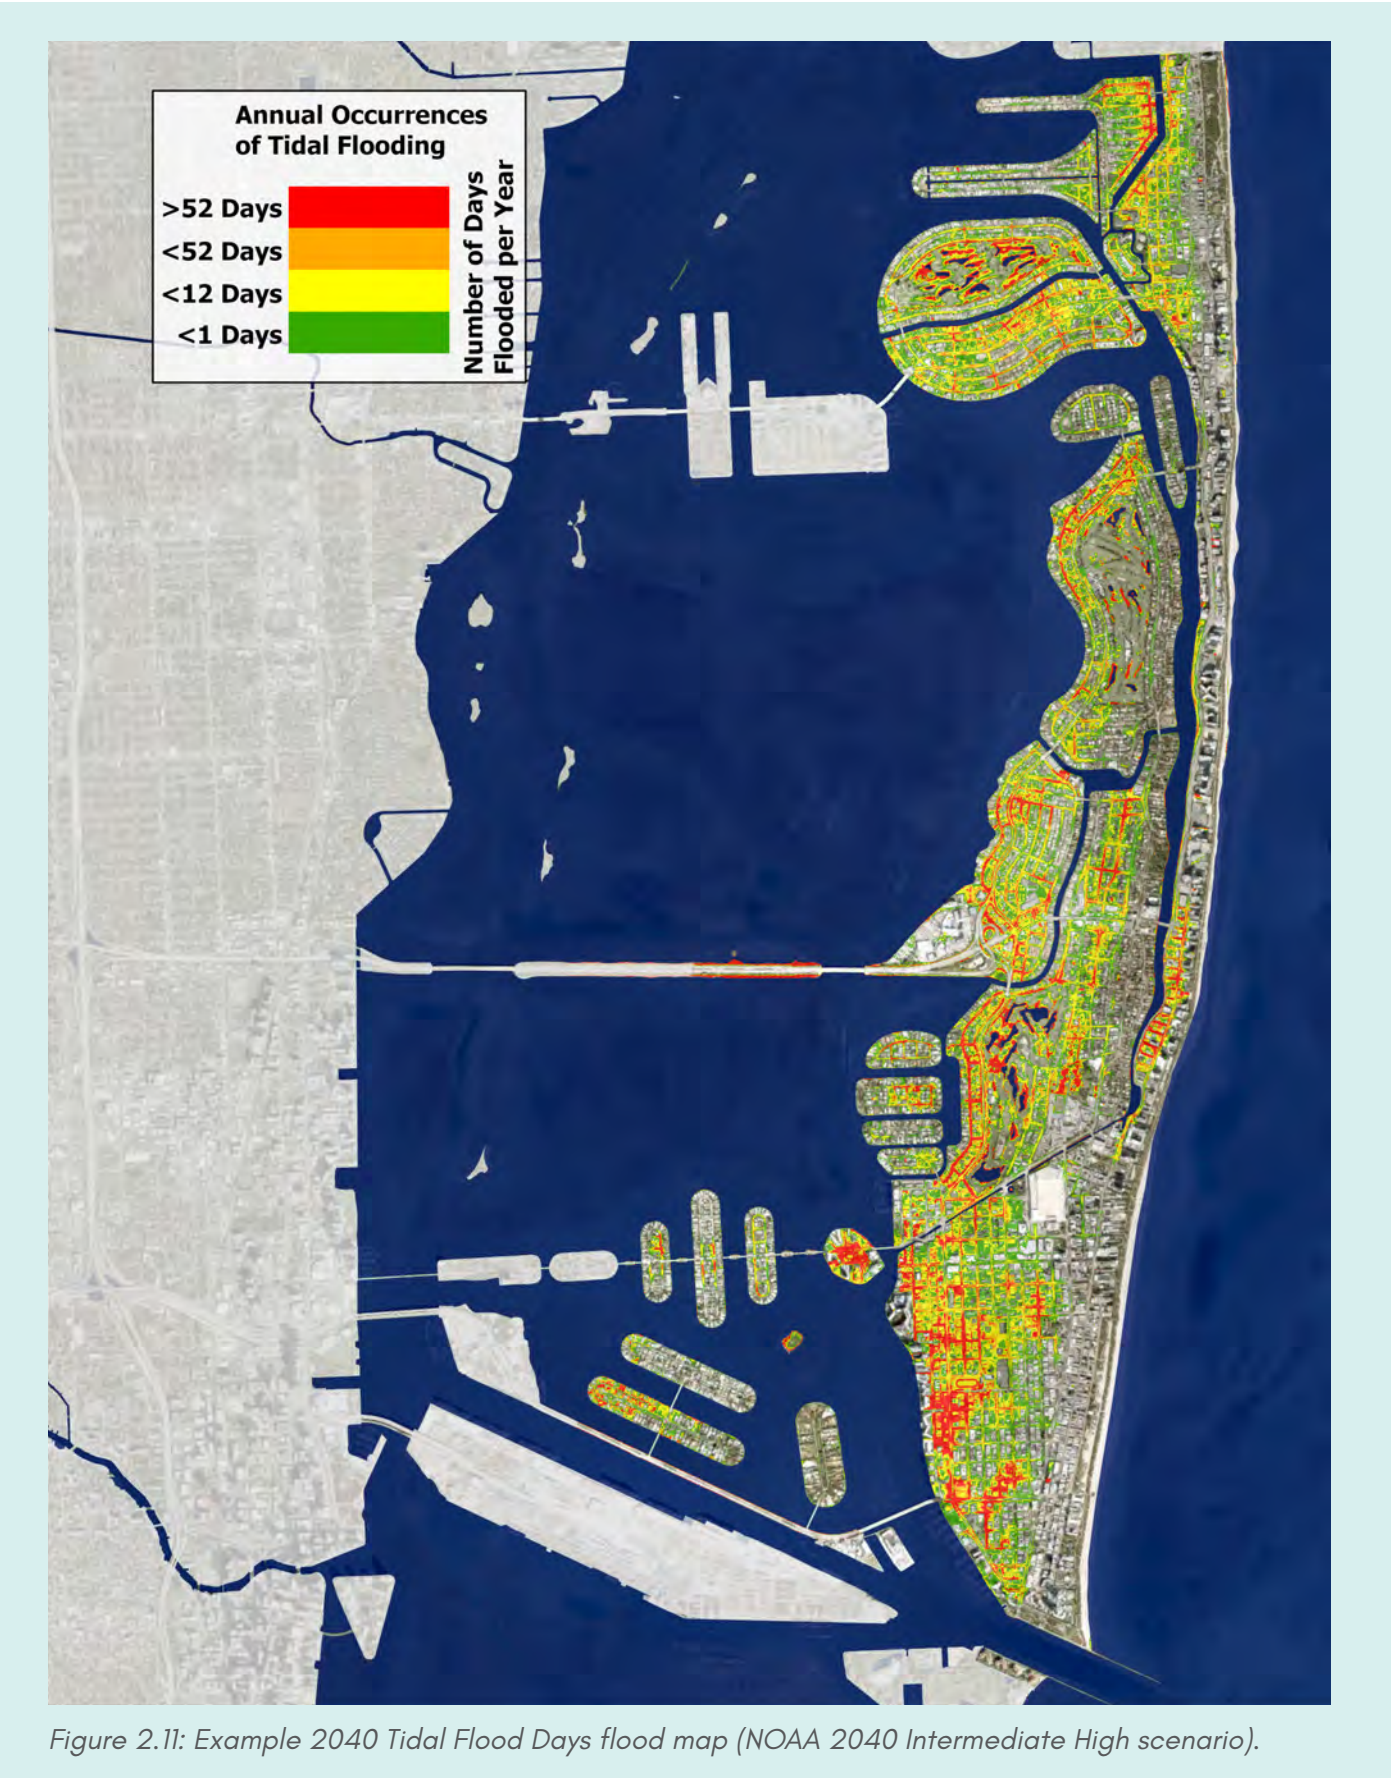 Annual Occurrences
of Tidal Flooding
>52 Days
<52 Days
<12 Days
<1 Days
Number of Days
Flooded per Year
Figure 2.11: Example 2040 Tidal Flood Days flood map (NOAA 2040 Intermediate High scenario).